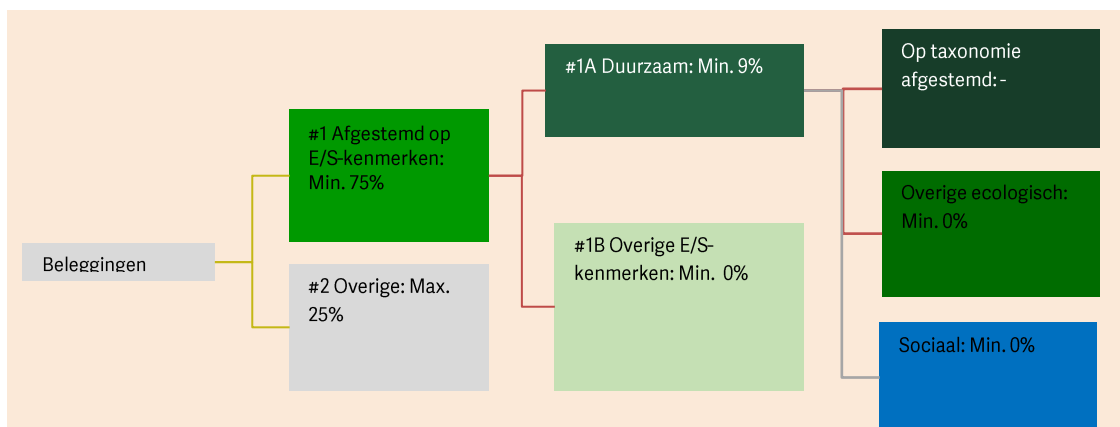 Beleggingen
#1 Afgestemd op
E/S-kenmerken:
Min. 75%
#2 Overige: Max.
25%
#1A Duurzaam: Min. 9%
#1B Overige E/S-
kenmerken: Min. 0%
Op taxonomie
afgestemd: -
Overige ecologisch:
Min. 0%
Sociaal: Min. 0%